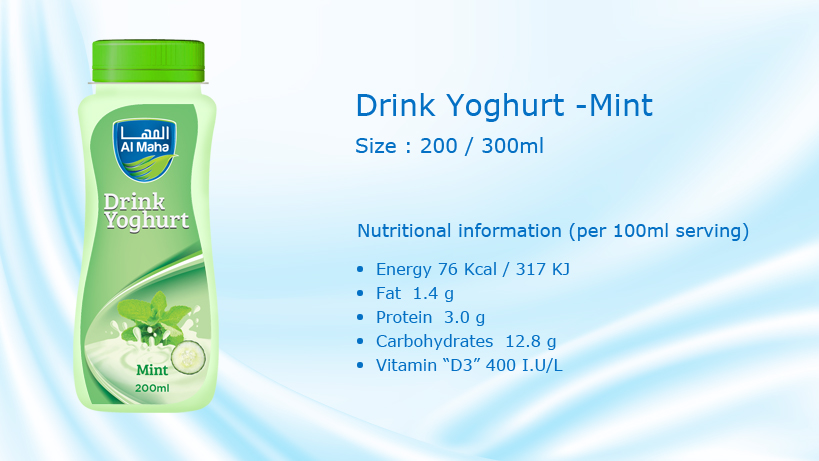 المها
Al Maha
Drink
Yoghurt
Mint
200ml
Drink Yoghurt -Mint
Size : 200 / 300ml
Nutritional information (per 100ml serving)
• Energy 76 Kcal / 317 KJ
• Fat  1.4 g
• Protein  3.0 g
• Carbohydrates  12.8 g
• Vitamin “D3” 400 I.U/L